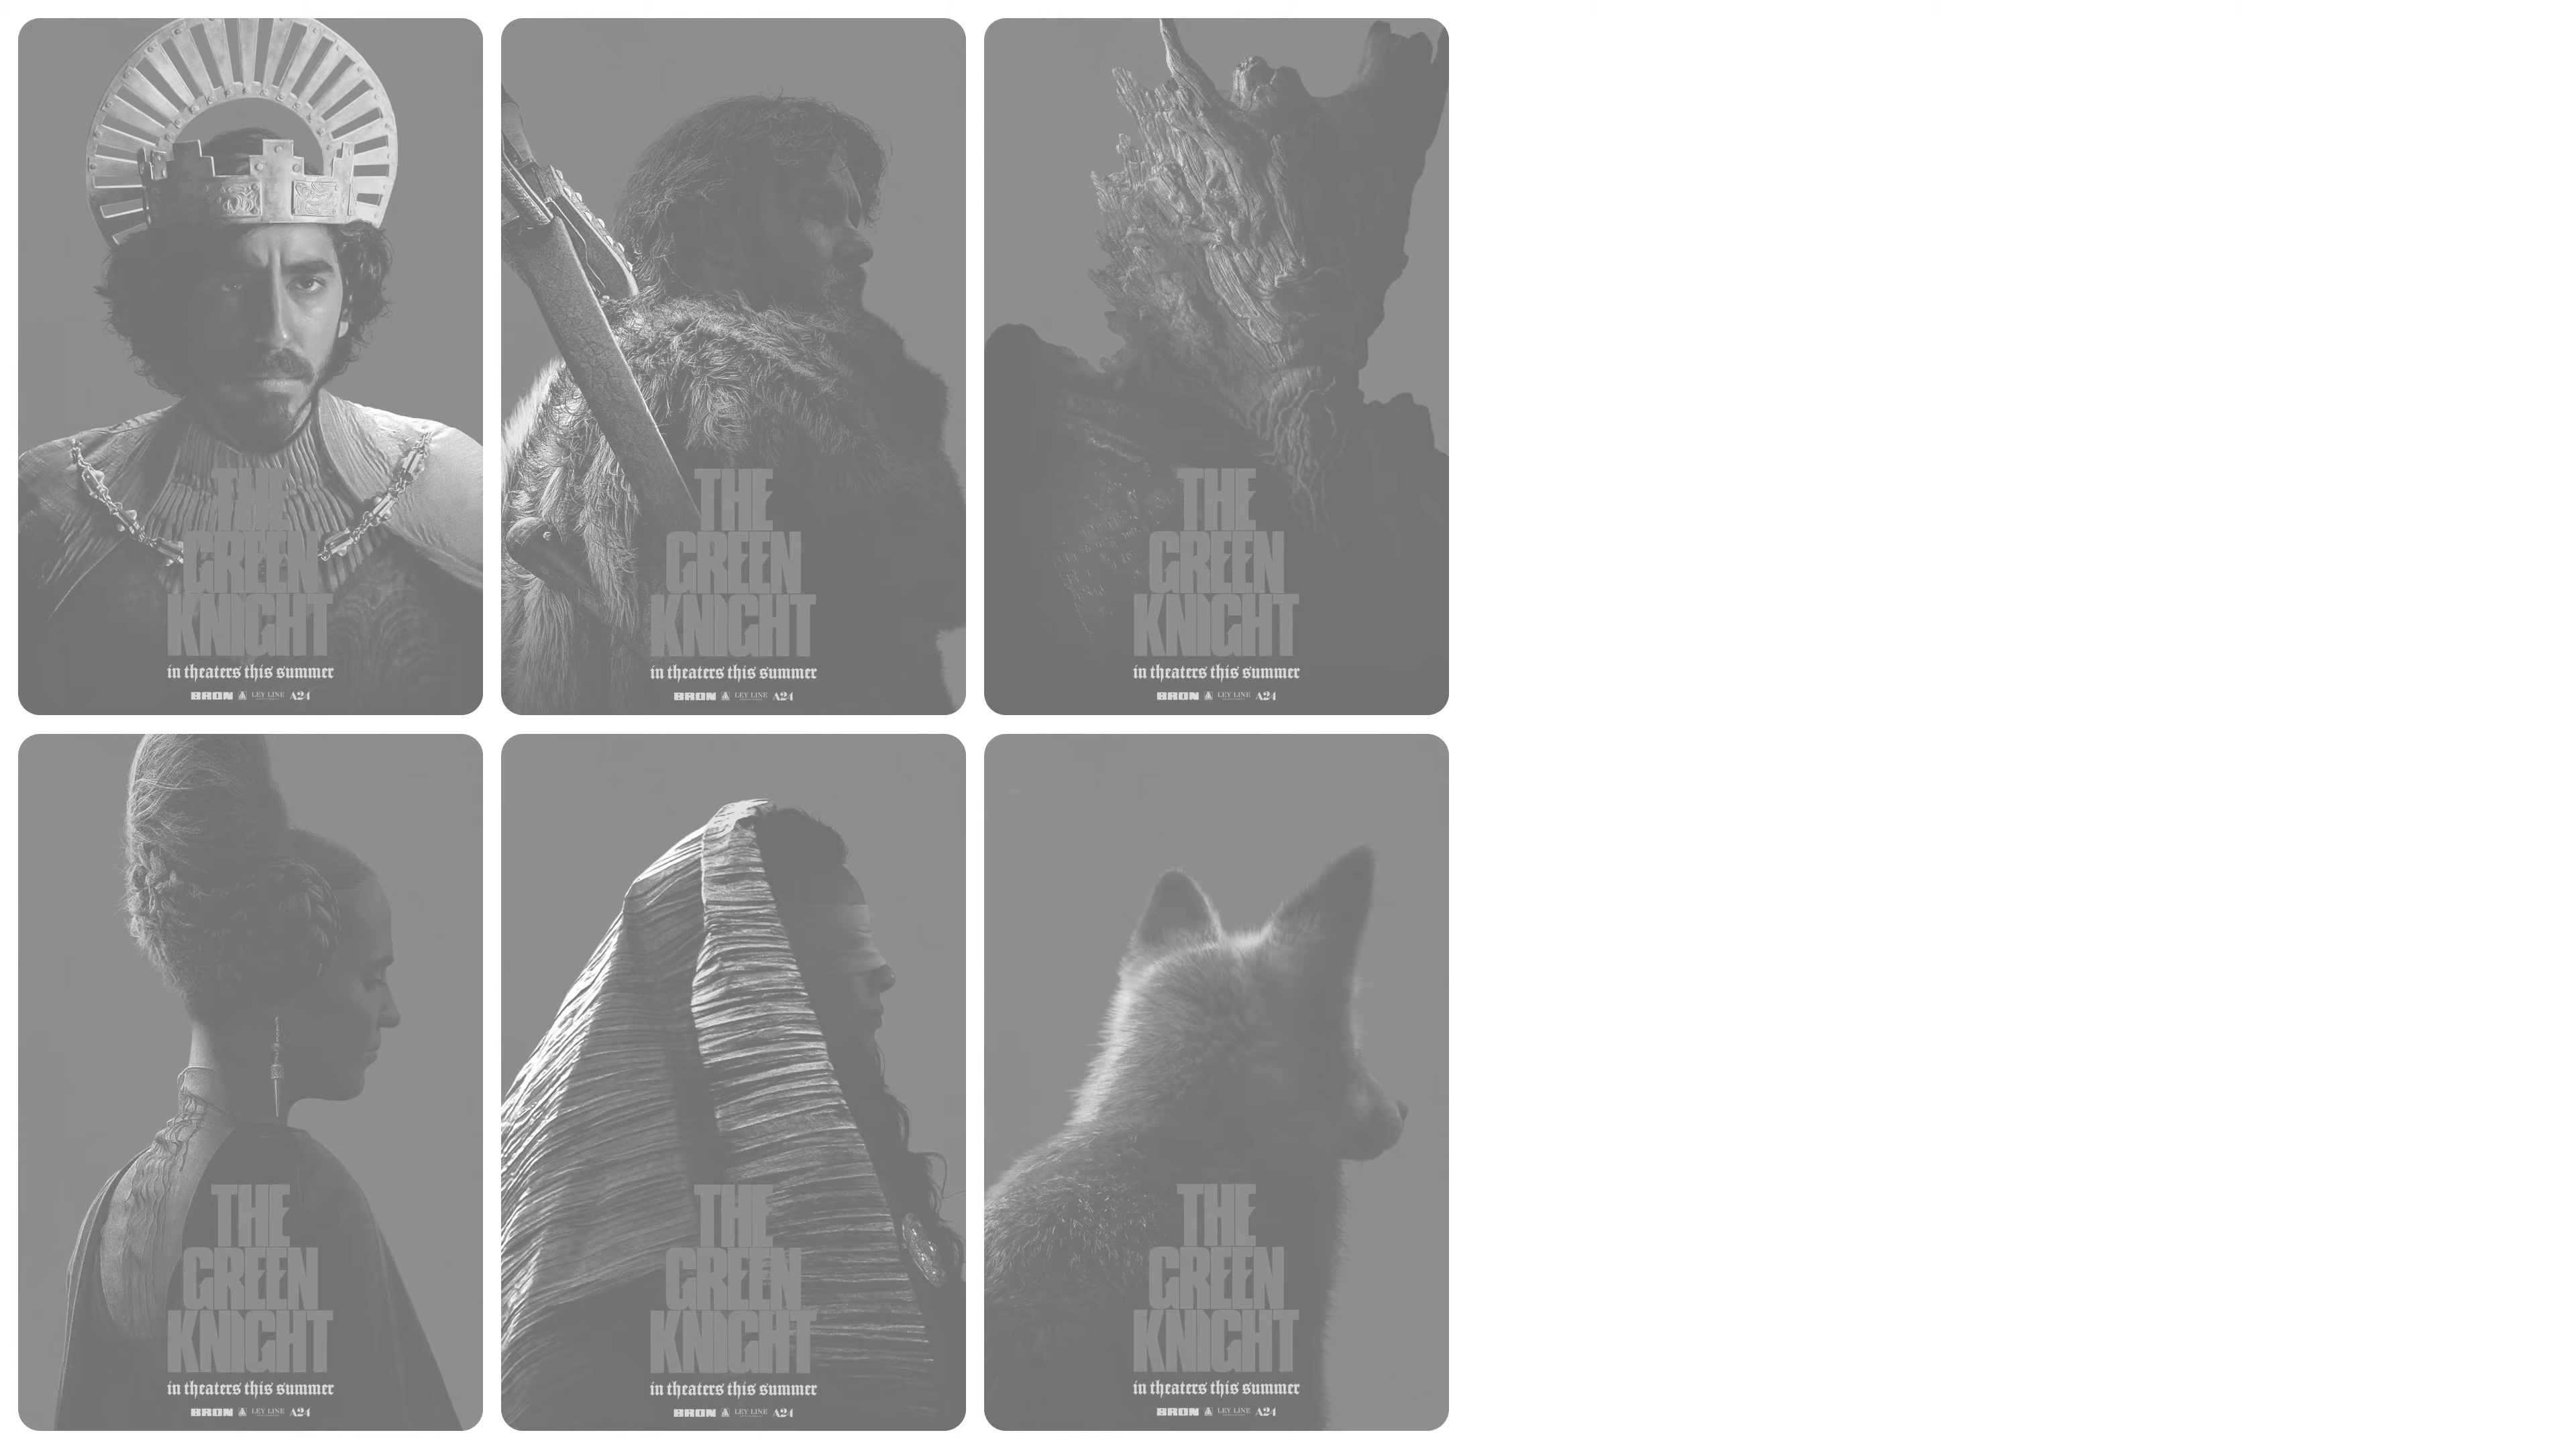 THE
GREEN
KNIGHT
in theaters this summer
BRON LEY LINE A24
THE
GREEN
KNIGHT
in theaters this summer
BRON LEY LINE A24
THE
GREEN
KNIGHT
in theaters this summer
BRON LEY LINE A24
THE
GREEN
KNIGHT
in theaters this summer
BRON LEY LINE A24
THE
GREEN
KNIGHT
in theaters this summer
BRON LEY LINE A24
THE
GREEN
KNIGHT
in theaters this summer
BRON LEY LINE A24